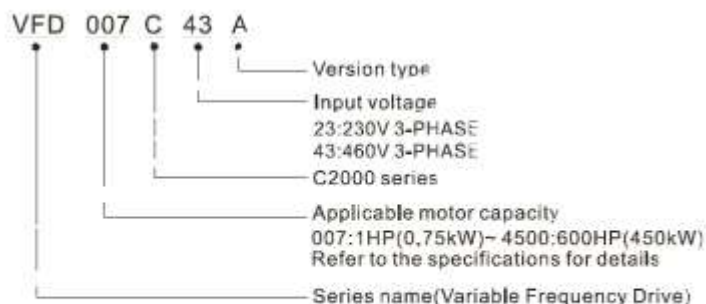 VFD 007 C 43 A
Version type
Input voltage
23:230V 3-PHASE
43:460V 3-PHASE
C2000 series
Applicable motor capacity
007:1HP(0.75kW)~ 4500:600HP(450kW)
Refer to the specifications for details
Series name(Variable Frequency Drive)